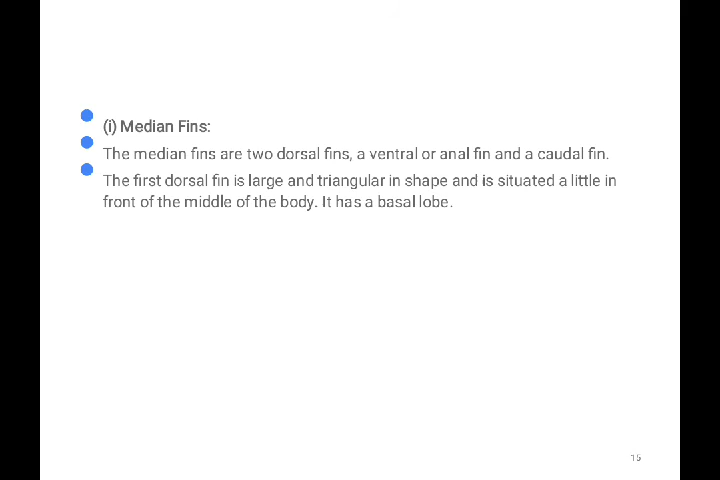 (i) Median Fins:
The median fins are two dorsal fins, a ventral or anal fin and a caudal fin.
The first dorsal fin is large and triangular in shape and is situated a little in
front of the middle of the body. It has a basal lobe.
15